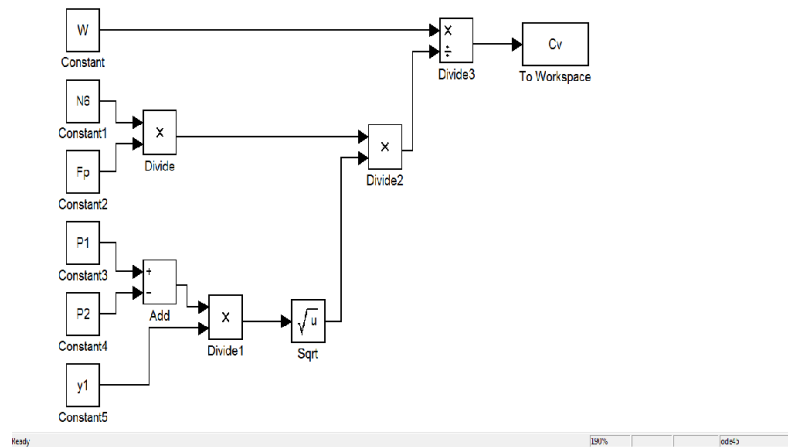 W
Constant
N6
Constant1
Fp
Constant2
P1
Constant3
P2
Constant4
y1
Constant5
×
Divide
+
−
Add
×
Divide1
√u
Sqrt
×
Divide2
×
÷
Divide3
Cv
To Workspace
Ready
190%
ode45